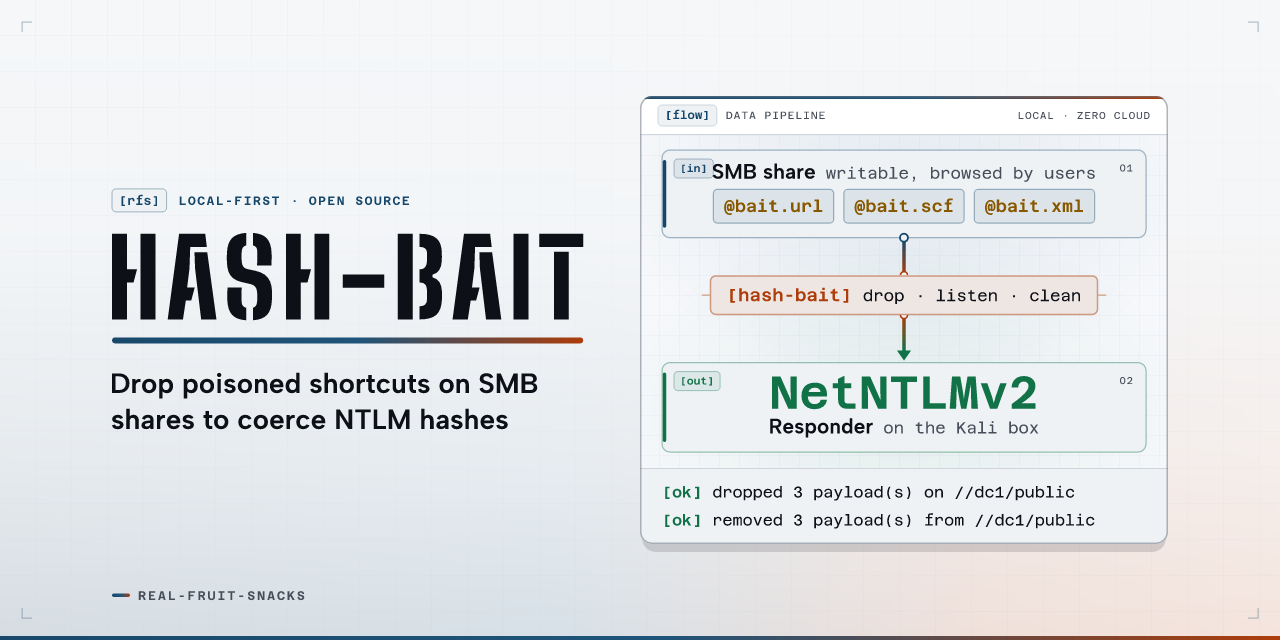 [rfs] LOCAL-FIRST · OPEN SOURCE
HASH-BAIT
Drop poisoned shortcuts on SMB
shares to coerce NTLM hashes
REAL-FRUIT-SNACKS
[flow] DATA PIPELINE LOCAL · ZERO CLOUD
[in] SMB share writable, browsed by users 01
@bait.url @bait.scf @bait.xml
[hash-bait] drop · listen · clean
[out] NetNTLMv2 02
Responder on the Kali box
[ok] dropped 3 payload(s) on //dc1/public
[ok] removed 3 payload(s) from //dc1/public